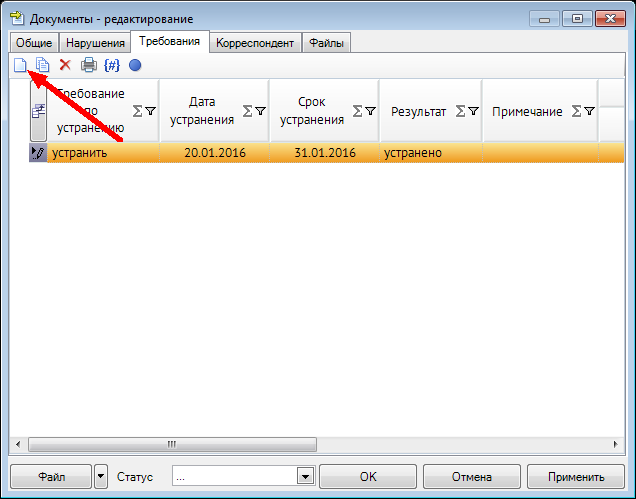 Документы - редактирование
Общие Нарушения Требования Корреспондент Файлы
{#}
Требование по устранению
Дата устранения
Срок устранения
Результат
Примечание
устранить 20.01.2016 31.01.2016 устранено
Файл Статус ... OK Отмена Применить